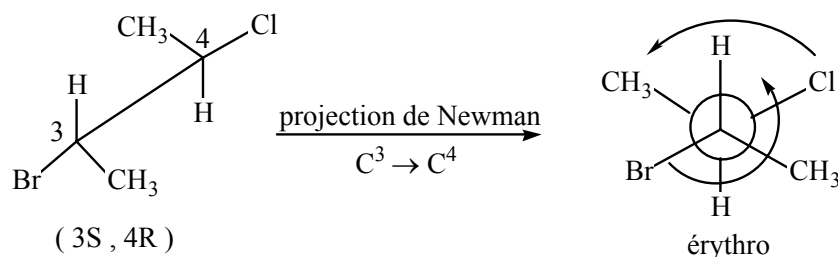 CH3 4 Cl
H
H
3
Br CH3
( 3S , 4R )
projection de Newman
C3 → C4
H
CH3 Cl
Br CH3
H
érythro